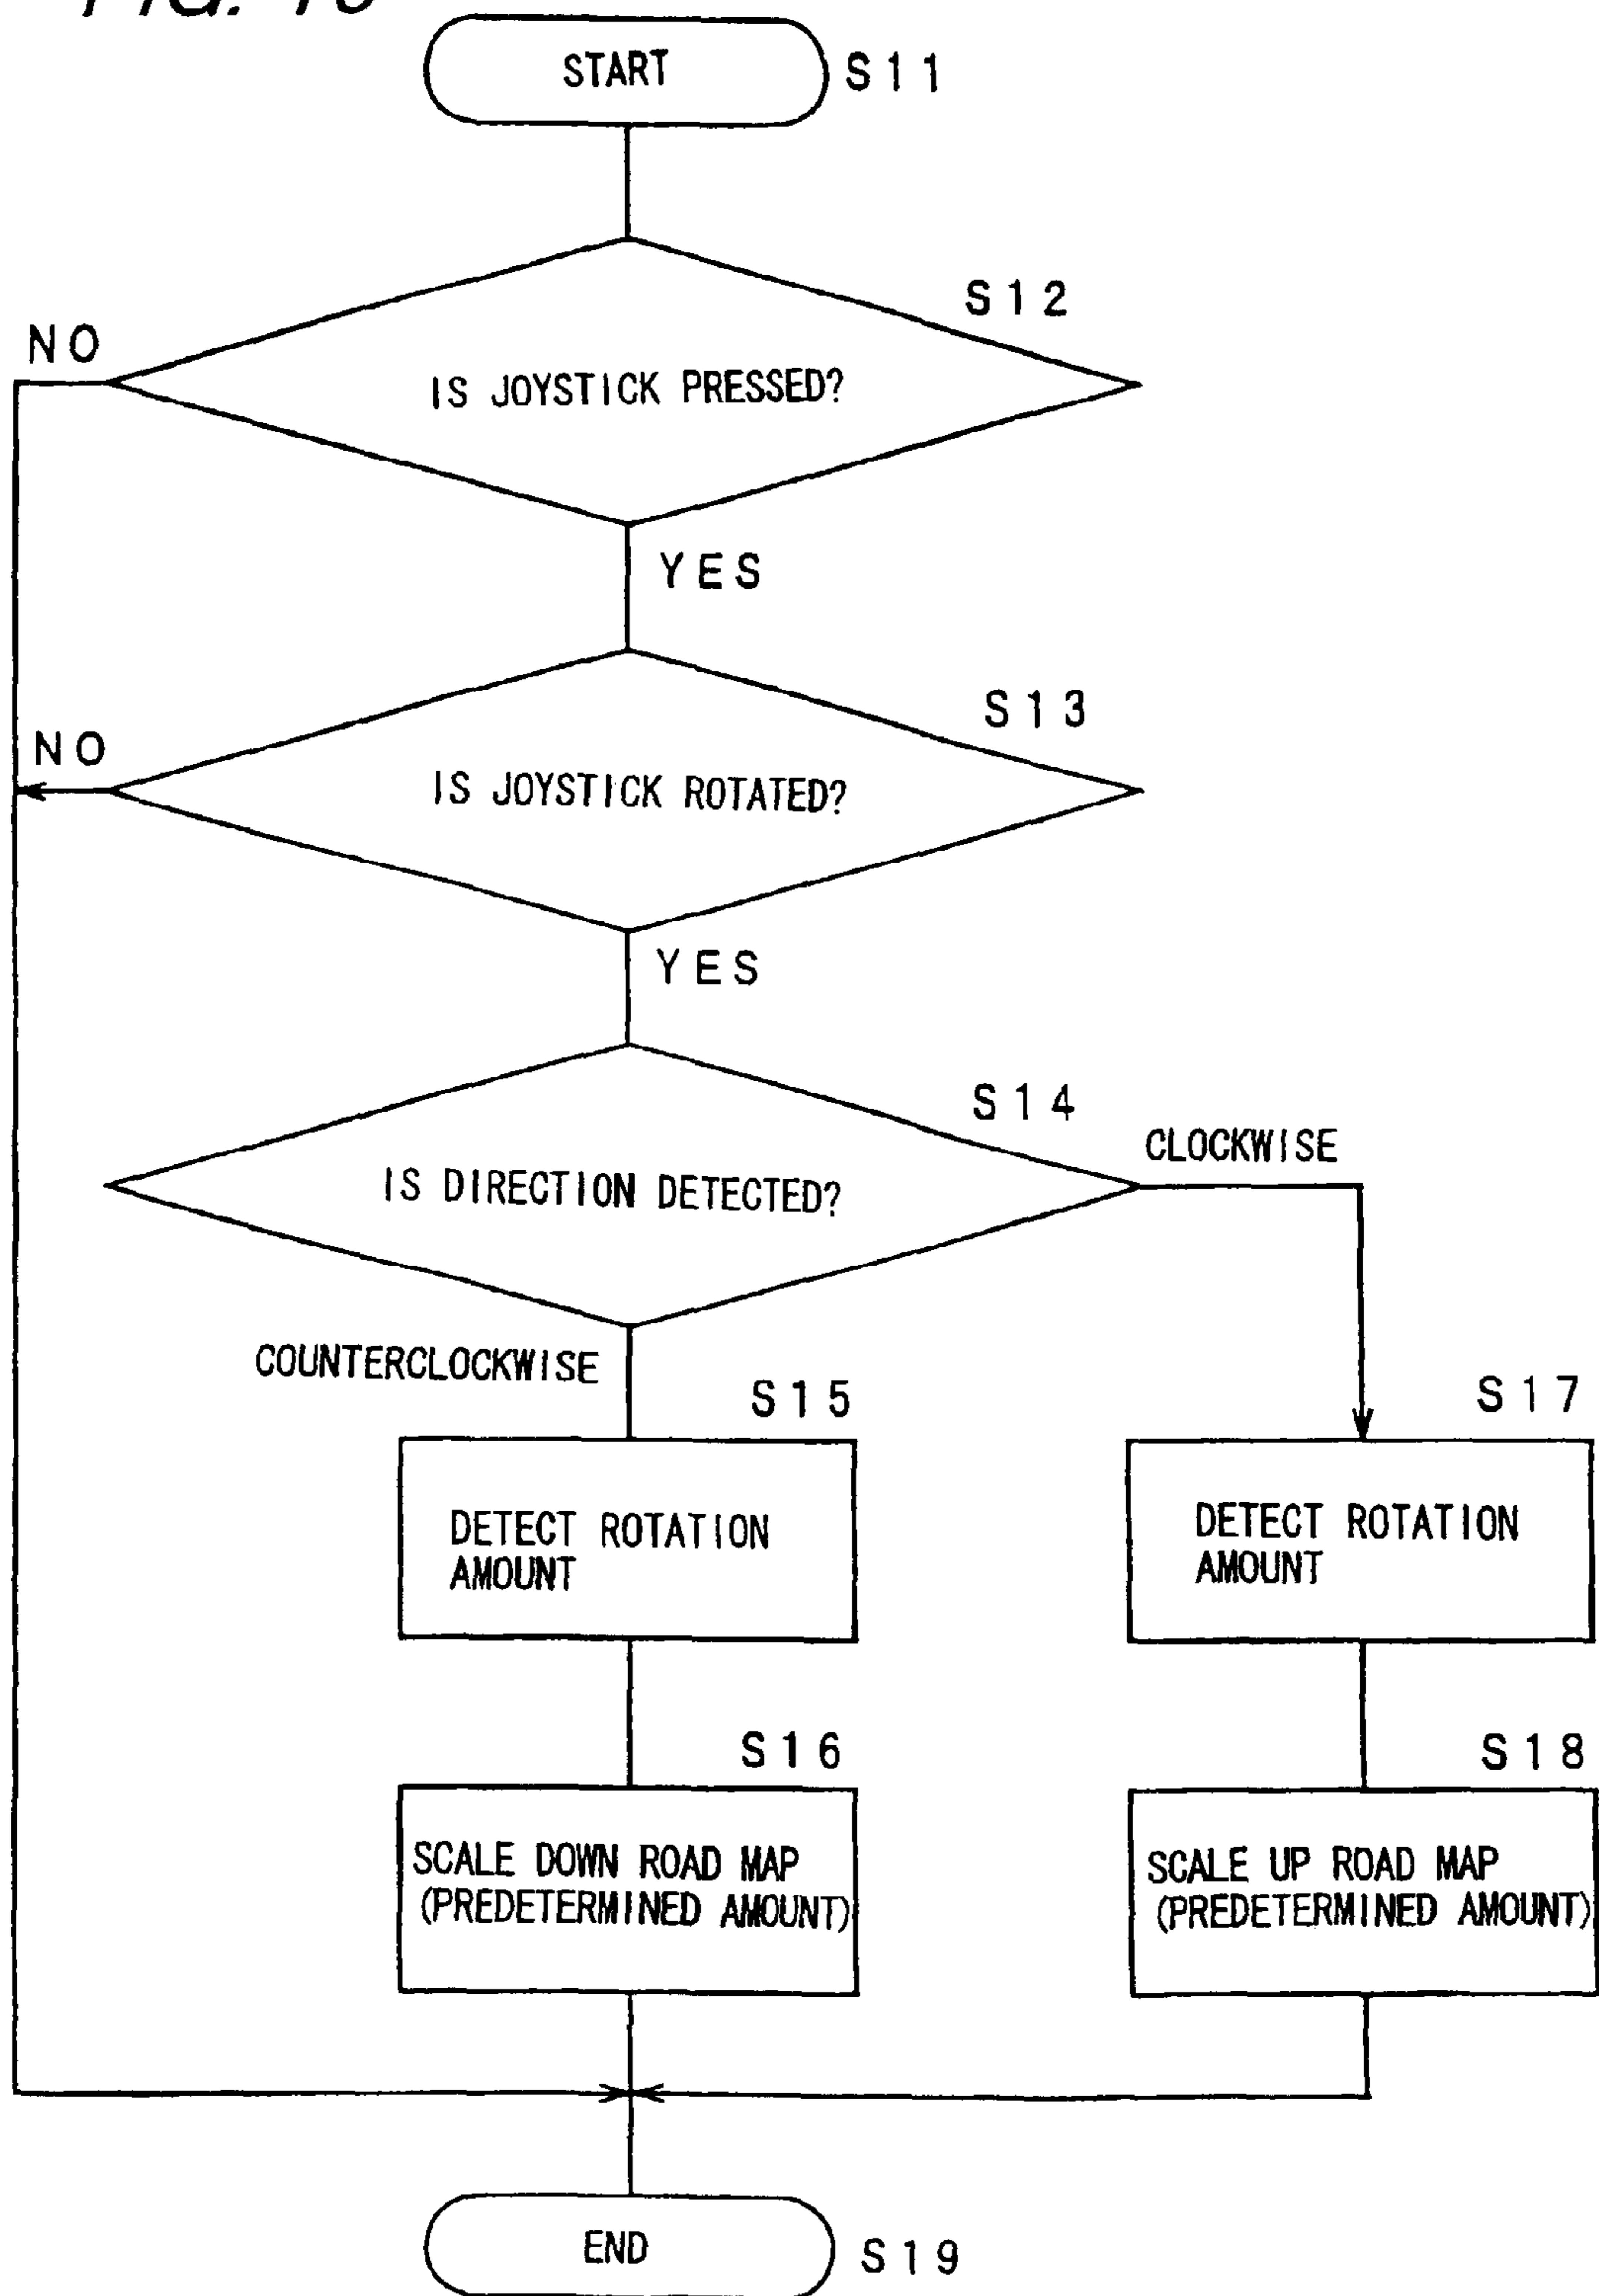 START
S11
S12
NO
IS JOYSTICK PRESSED?
YES
S13
NO
IS JOYSTICK ROTATED?
YES
S14
CLOCKWISE
IS DIRECTION DETECTED?
COUNTERCLOCKWISE
S15
S17
DETECT ROTATION
AMOUNT
DETECT ROTATION
AMOUNT
S16
S18
SCALE DOWN ROAD MAP
(PREDETERMINED AMOUNT)
SCALE UP ROAD MAP
(PREDETERMINED AMOUNT)
END
S19